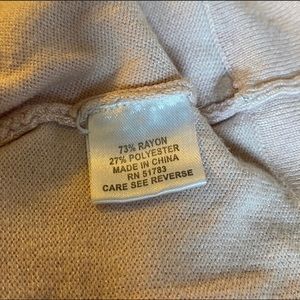 73% RAYON
27% POLYESTER
MADE IN CHINA
RN 51783
CARE SEE REVERSE